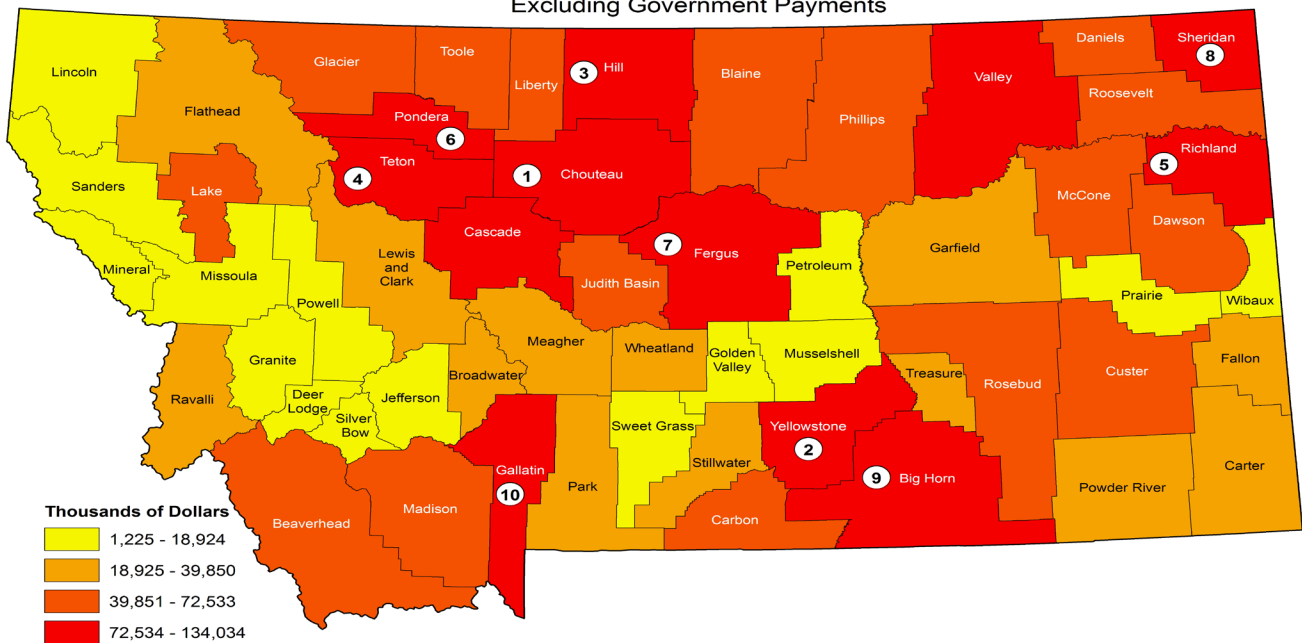 Excluding Government Payments
Lincoln
Flathead
Glacier
Toole
Liberty
3
Hill
Blaine
Phillips
Valley
Daniels
Sheridan
8
Roosevelt
Pondera
6
Teton
4
1
Chouteau
Richland
5
Sanders
Lake
McCone
Dawson
Cascade
7
Fergus
Garfield
Mineral
Missoula
Powell
Lewis
and
Clark
Judith Basin
Petroleum
Prairie
Wibaux
Granite
Meagher
Wheatland
Golden
Valley
Musselshell
Ravalli
Deer
Lodge
Silver
Bow
Jefferson
Broadwater
Treasure
Rosebud
Custer
Fallon
Sweet Grass
Yellowstone
2
Gallatin
10
Park
Stillwater
9
Big Horn
Powder River
Carter
Beaverhead
Madison
Carbon
Thousands of Dollars
1,225 - 18,924
18,925 - 39,850
39,851 - 72,533
72,534 - 134,034